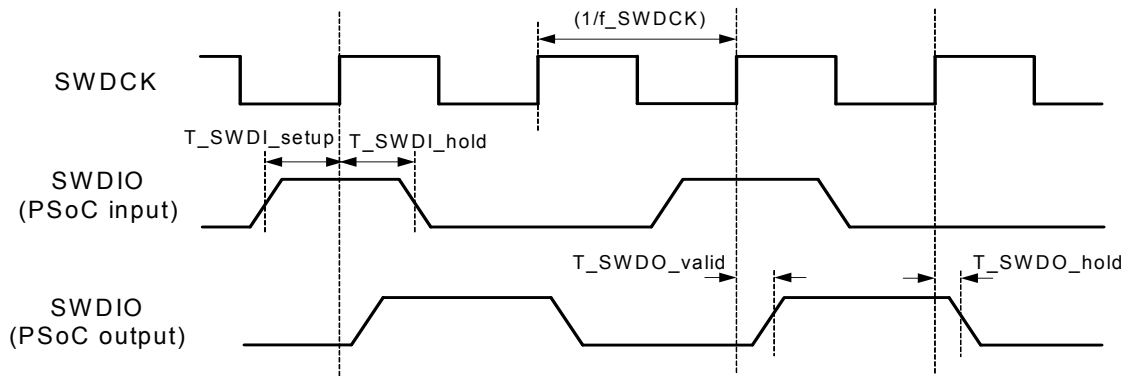 (1/f_SWDCK)
SWDCK
T_SWDI_setup
T_SWDI_hold
SWDIO
(PSoC input)
T_SWDO_valid
T_SWDO_hold
SWDIO
(PSoC output)